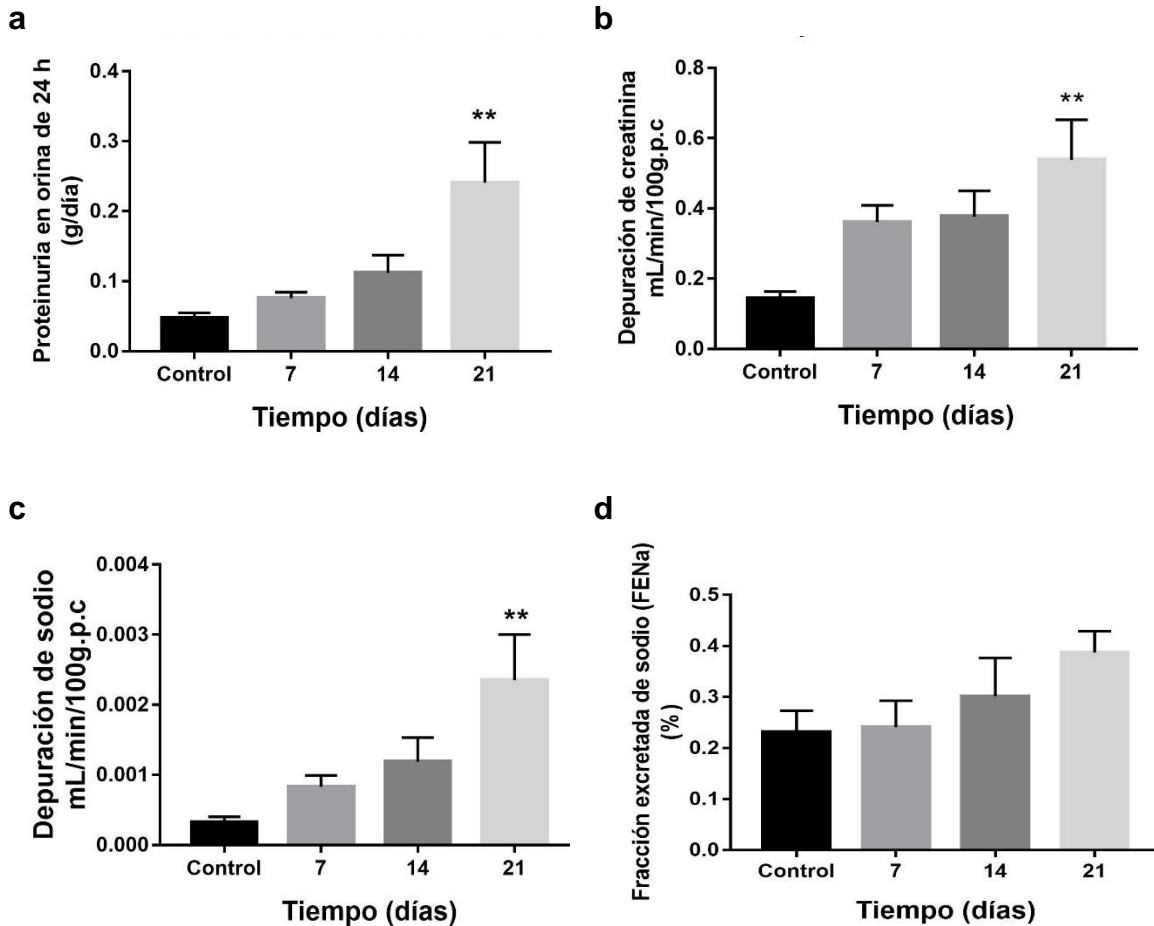 a
Proteinuria en orina de 24 h
(g/día)
0.4
0.3
0.2
0.1
0.0
**
Control 7 14 21
Tiempo (días)
b
Depuración de creatinina
mL/min/100g.p.c
0.8
0.6
0.4
0.2
0.0
**
Control 7 14 21
Tiempo (días)
c
Depuración de sodio
mL/min/100g.p.c
0.004
0.003
0.002
0.001
0.000
**
Control 7 14 21
Tiempo (días)
d
Fracción excretada de sodio (FENa)
(%)
0.5
0.4
0.3
0.2
0.1
0.0
Control 7 14 21
Tiempo (días)